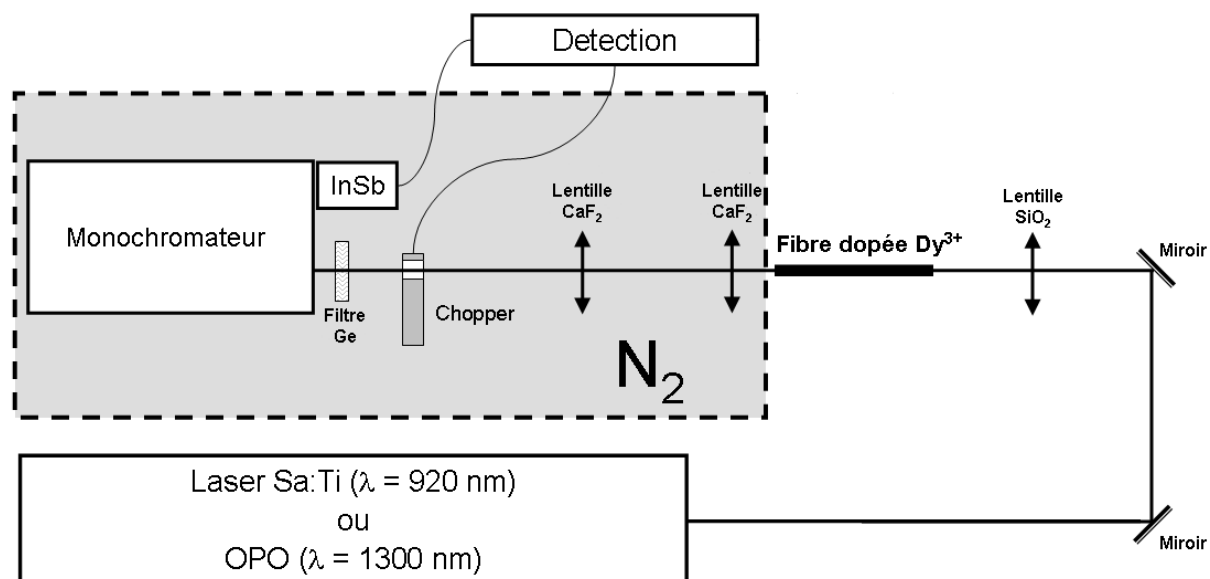 Detection
InSb
Monochromateur
Lentille
CaF₂
Lentille
CaF₂
Lentille
SiO₂
Fibre dopée Dy³⁺
Miroir
Filtre
Ge
Chopper
N₂
Laser Sa:Ti (λ = 920 nm)
ou
OPO (λ = 1300 nm)
Miroir